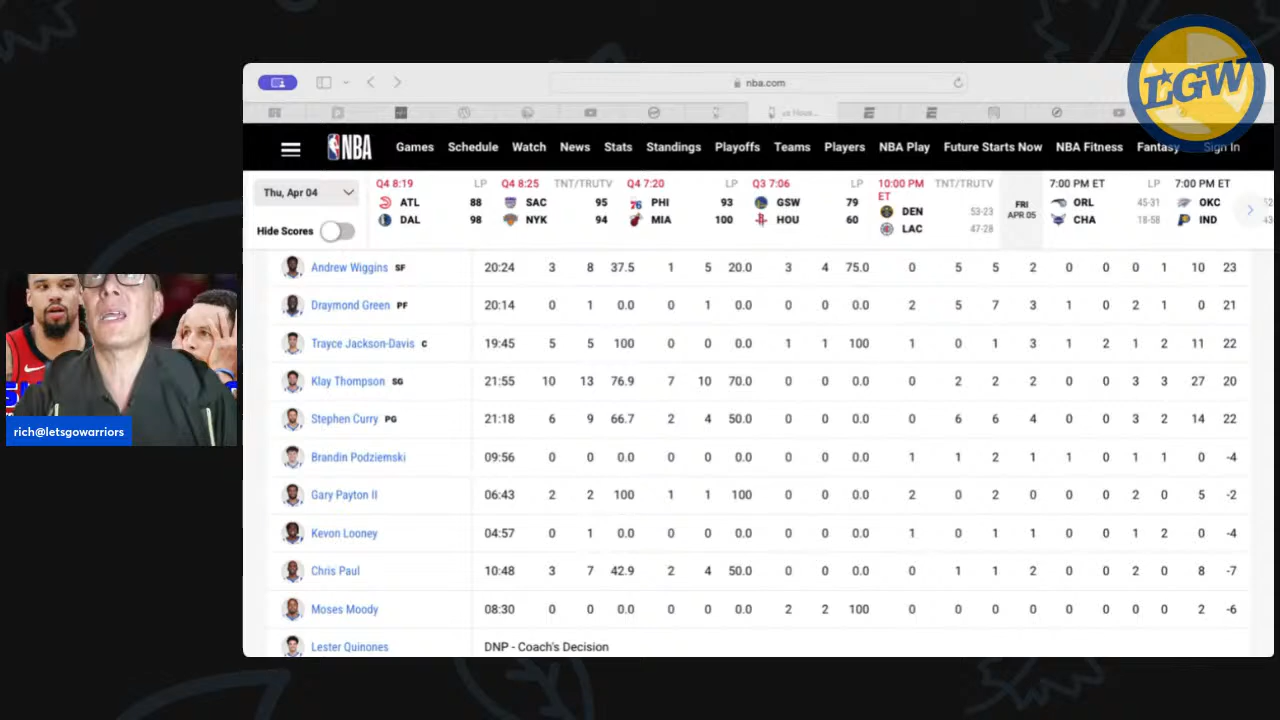 LGW
nba.com
vs Hous...
NBA
Games Schedule Watch News Stats Standings Playoffs Teams Players NBA Play Future Starts Now NBA Fitness Fantasy Sign In
Thu, Apr 04
Hide Scores
Q4 8:19 LP
ATL 88
DAL 98
Q4 8:25 TNT/TRUTV
SAC 95
NYK 94
Q4 7:20 LP
76 PHI 93
MIA 100
Q3 7:06 LP
GSW 79
HOU 60
10:00 PM ET TNT/TRUTV
DEN 53-23
LAC 47-28
FRI
APR 05
7:00 PM ET LP
ORL 45-31
CHA 18-58
7:00 PM ET
OKC
IND
Andrew Wiggins SF 20:24 3 8 37.5 1 5 20.0 3 4 75.0 0 5 5 2 0 0 0 1 10 23
Draymond Green PF 20:14 0 1 0.0 0 1 0.0 0 0 0.0 2 5 7 3 1 0 2 1 0 21
Trayce Jackson-Davis C 19:45 5 5 100 0 0 0.0 1 1 100 1 0 1 3 1 2 1 2 11 22
Klay Thompson SG 21:55 10 13 76.9 7 10 70.0 0 0 0.0 0 2 2 2 0 0 3 3 27 20
Stephen Curry PG 21:18 6 9 66.7 2 4 50.0 0 0 0.0 0 6 6 4 0 0 3 2 14 22
Brandin Podziemski 09:56 0 0 0.0 0 0 0.0 0 0 0.0 1 1 2 1 1 0 1 1 0 -4
Gary Payton II 06:43 2 2 100 1 1 100 0 0 0.0 2 0 2 0 0 0 2 0 5 -2
Kevon Looney 04:57 0 1 0.0 0 0 0.0 0 0 0.0 1 0 1 1 0 0 1 2 0 -4
Chris Paul 10:48 3 7 42.9 2 4 50.0 0 0 0.0 0 1 1 2 0 0 2 0 8 -7
Moses Moody 08:30 0 0 0.0 0 0 0.0 2 2 100 0 0 0 0 0 0 0 0 2 -6
Lester Quinones DNP - Coach's Decision
rich@letsgowarriors